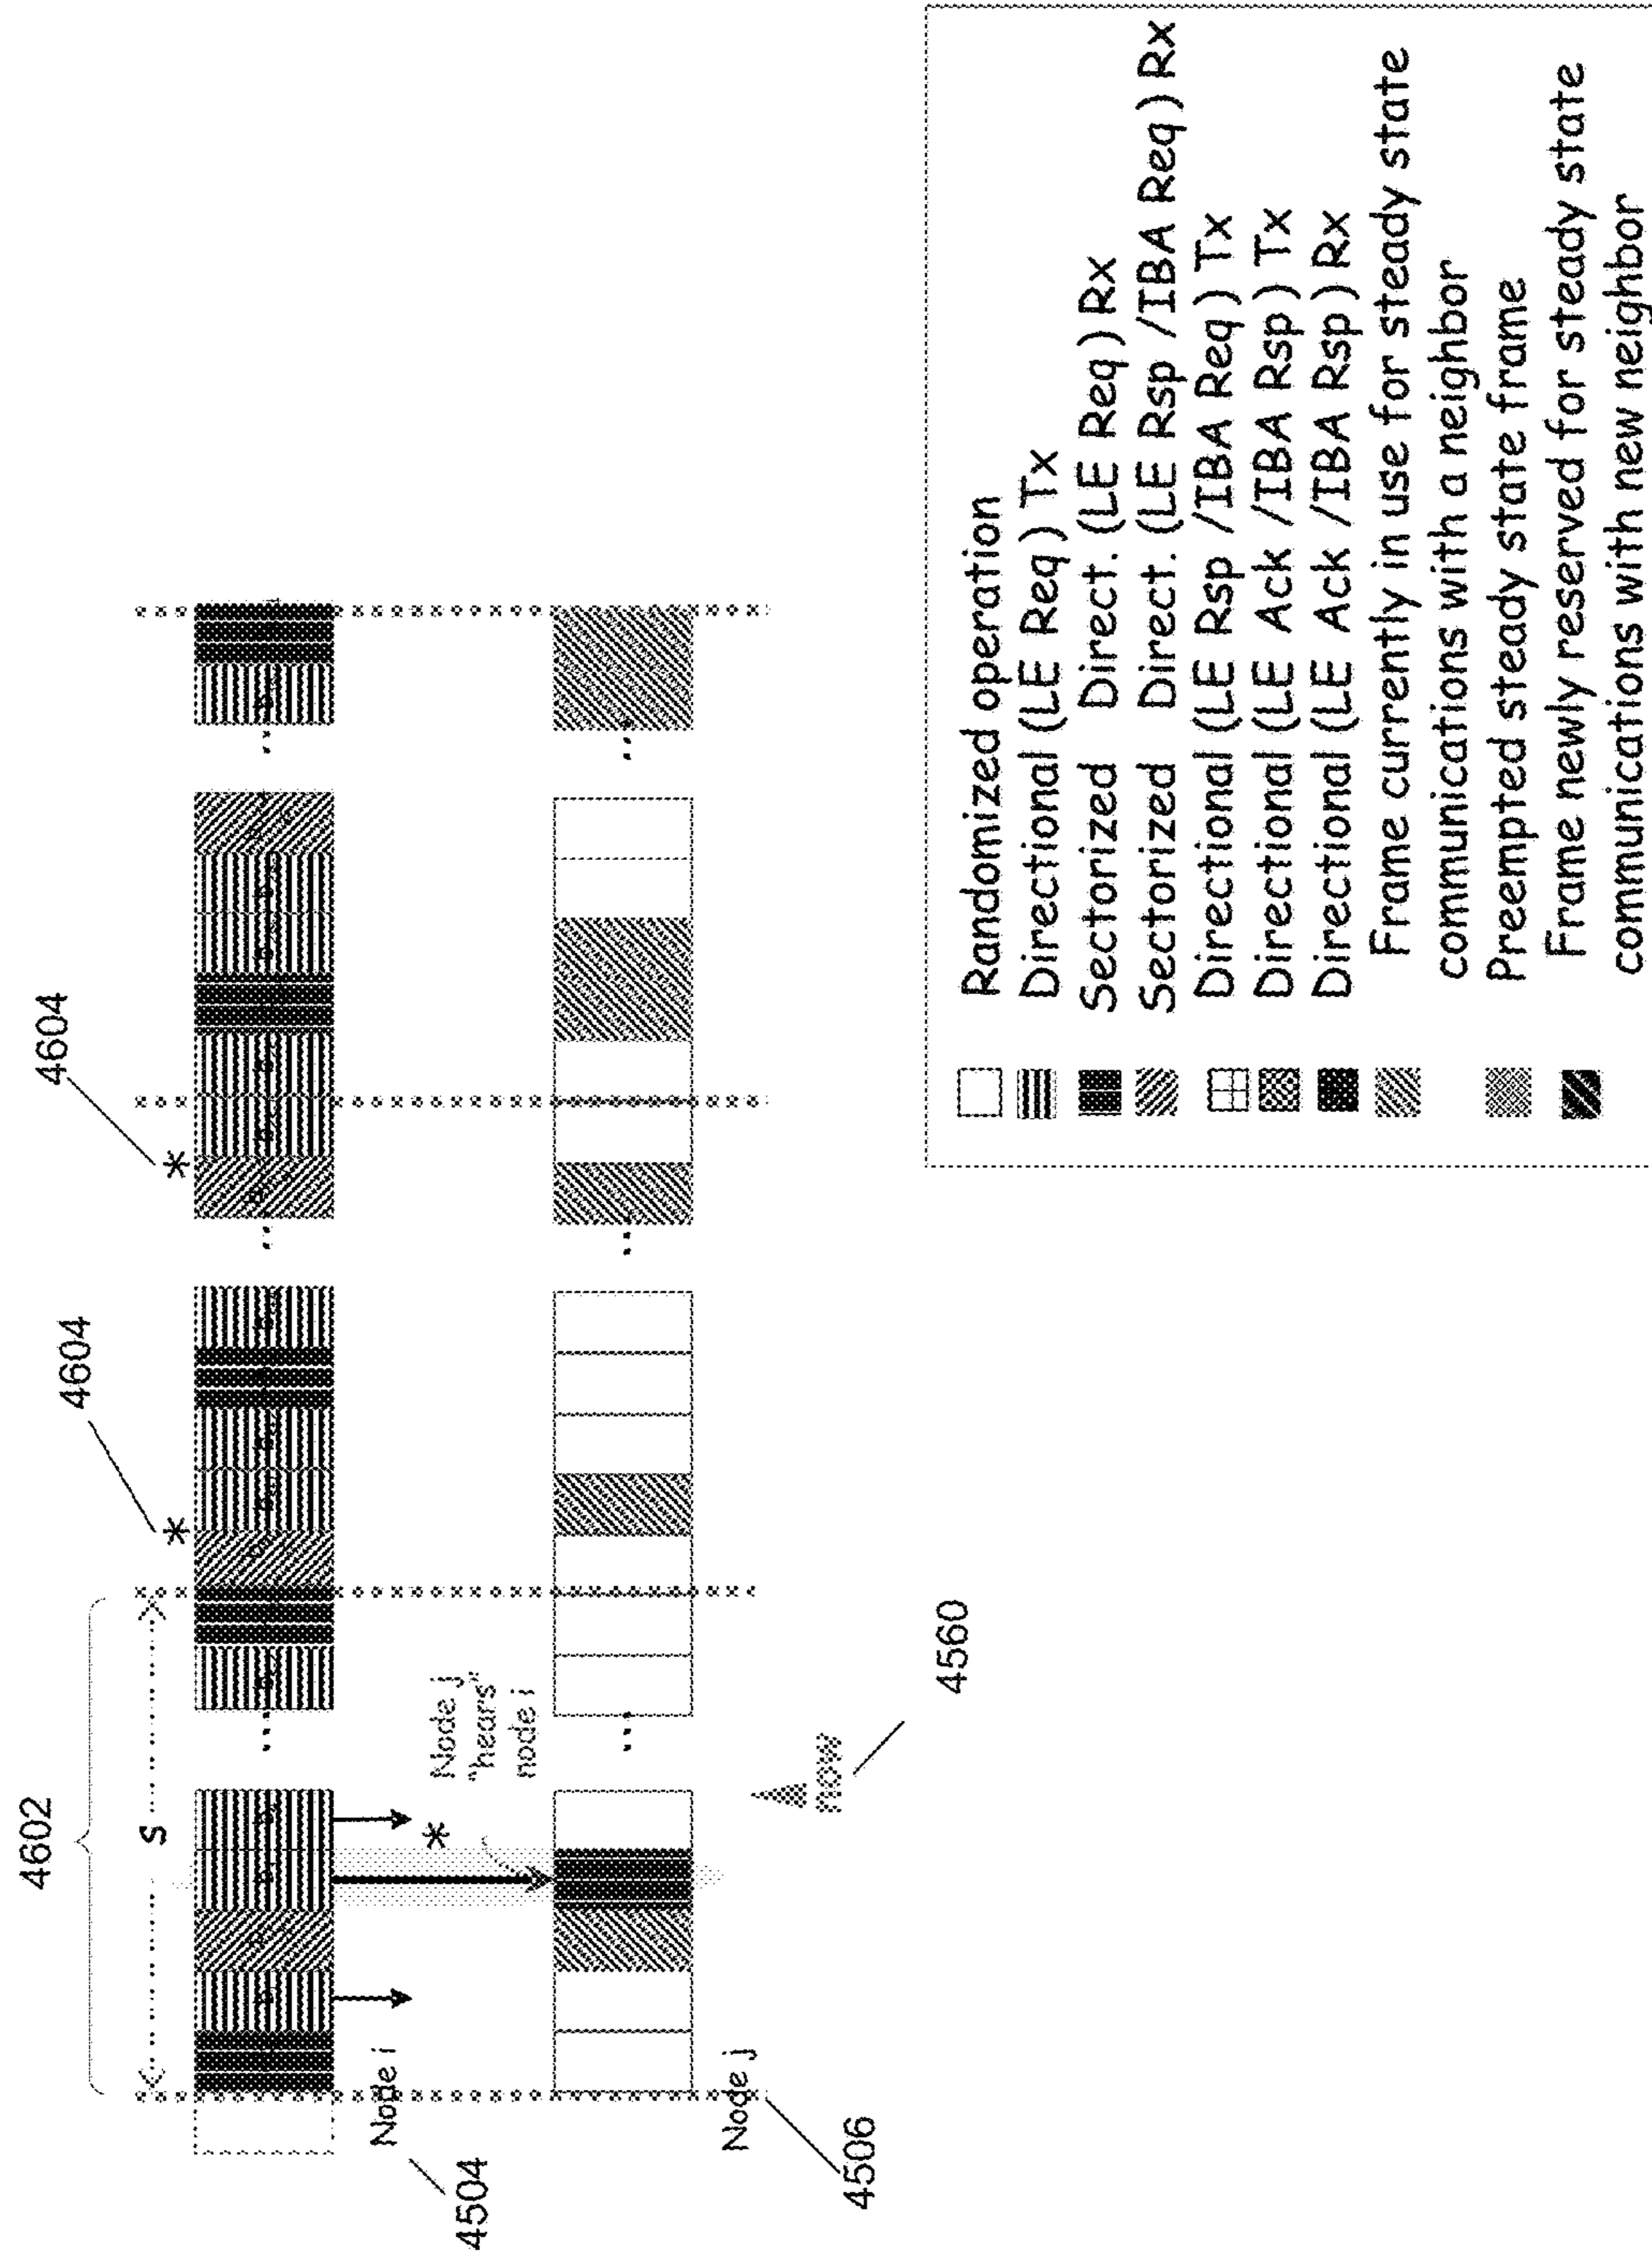 4602
4604
4604
S
*
*
Node i
4504
Node j
"hears"
node i
*
Node j
4506
now
4560
Randomized operation
Directional (LE Req) Tx
Sectorized Direct. (LE Req) Rx
Sectorized Direct. (LE Rsp /IBA Req) Rx
Directional (LE Rsp /IBA Req) Tx
Directional (LE Ack /IBA Rsp) Tx
Directional (LE Ack /IBA Rsp) Rx
Frame currently in use for steady state
communications with a neighbor
Preempted steady state frame
Frame newly reserved for steady state
communications with new neighbor